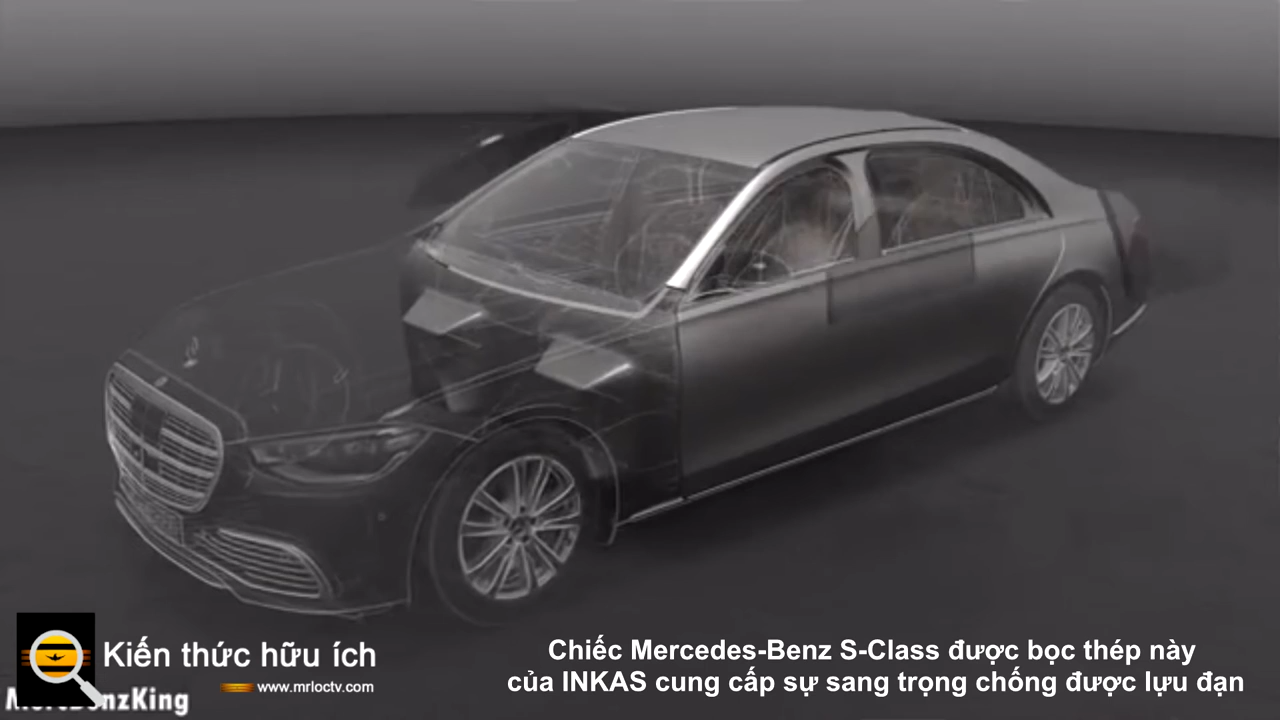 Kiến thức hữu ích
www.mrloctv.com
Chiếc Mercedes-Benz S-Class được bọc thép này
của INKAS cung cấp sự sang trọng chống được lựu đạn